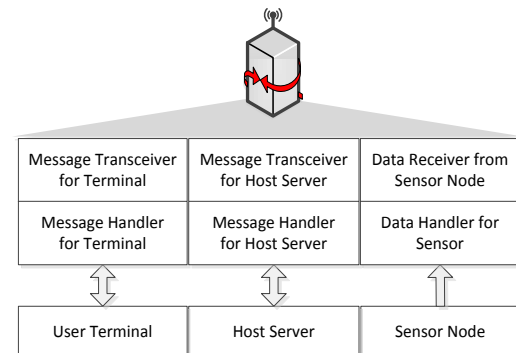 Message Transceiver
for Terminal
Message Transceiver
for Host Server
Data Receiver from
Sensor Node
Message Handler
for Terminal
Message Handler
for Host Server
Data Handler for
Sensor
User Terminal
Host Server
Sensor Node